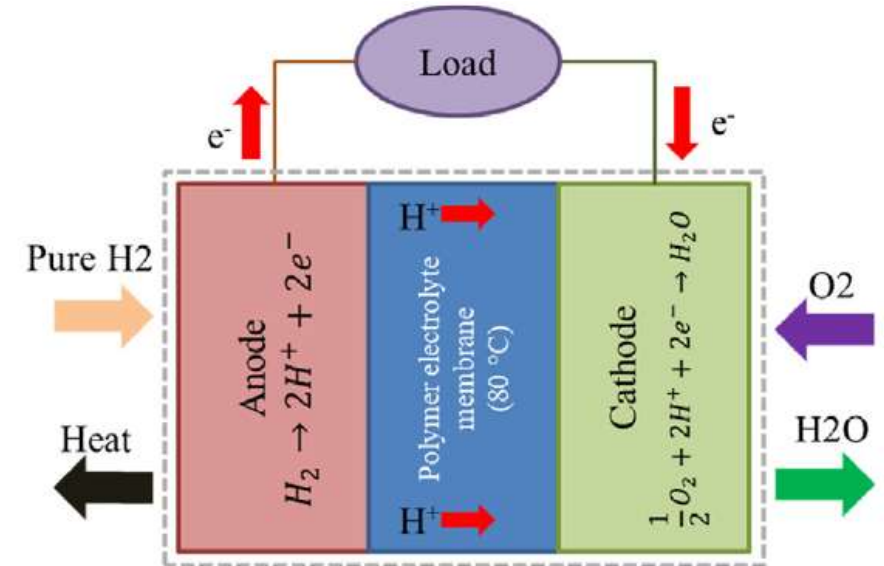 Load
e-
e-
Pure H2
Heat
Anode
H₂ → 2H⁺ + 2e⁻
H⁺
Polymer electrolyte
membrane
(80 °C)
H⁺
Cathode
1/2 O₂ + 2H⁺ + 2e⁻ → H₂O
O2
H2O